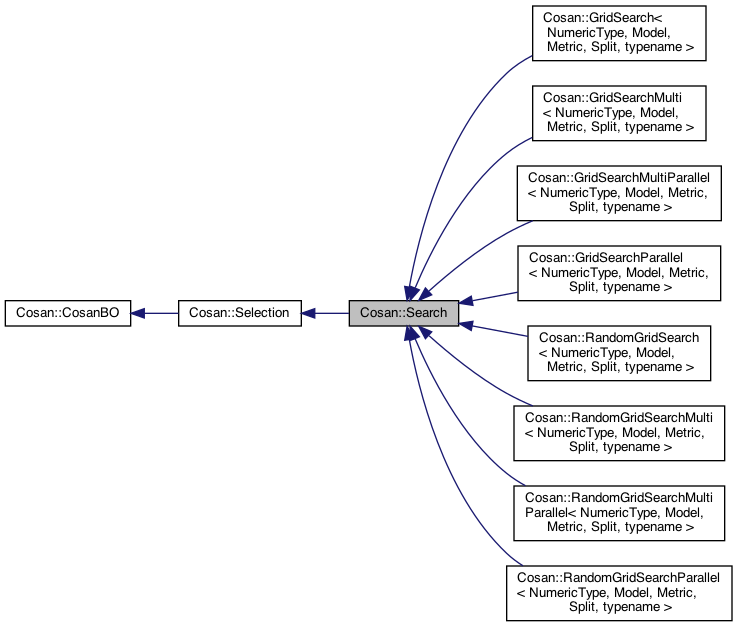 Cosan::GridSearch<
NumericType, Model,
Metric, Split, typename >
Cosan::GridSearchMulti
< NumericType, Model,
Metric, Split, typename >
Cosan::GridSearchMultiParallel
< NumericType, Model, Metric,
Split, typename >
Cosan::GridSearchParallel
< NumericType, Model, Metric,
Split, typename >
Cosan::CosanBO
Cosan::Selection
Cosan::Search
Cosan::RandomGridSearch
< NumericType, Model,
Metric, Split, typename >
Cosan::RandomGridSearchMulti
< NumericType, Model, Metric,
Split, typename >
Cosan::RandomGridSearchMulti
Parallel< NumericType, Model,
Metric, Split, typename >
Cosan::RandomGridSearchParallel
< NumericType, Model, Metric,
Split, typename >